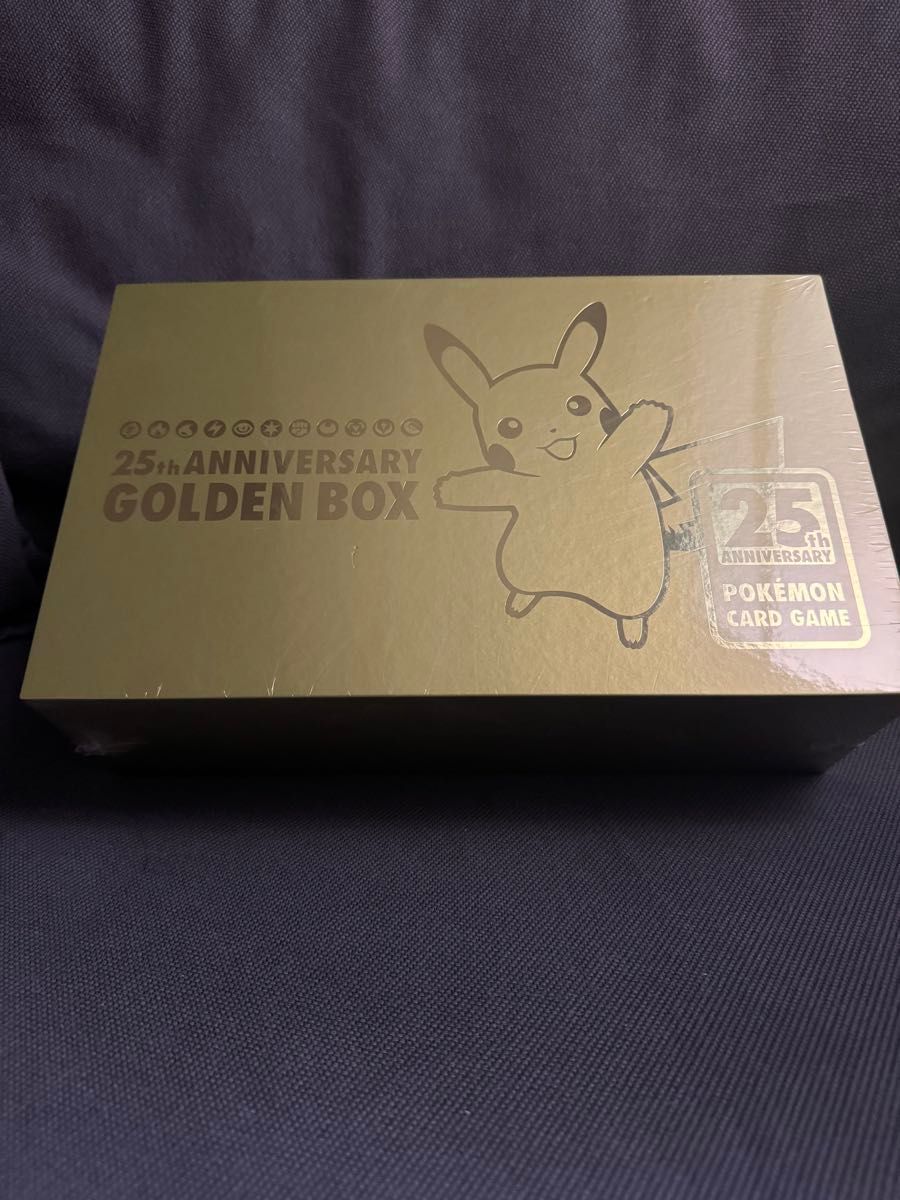 25th ANNIVERSARY
GOLDEN BOX
25th
ANNIVERSARY
POKÉMON
CARD GAME